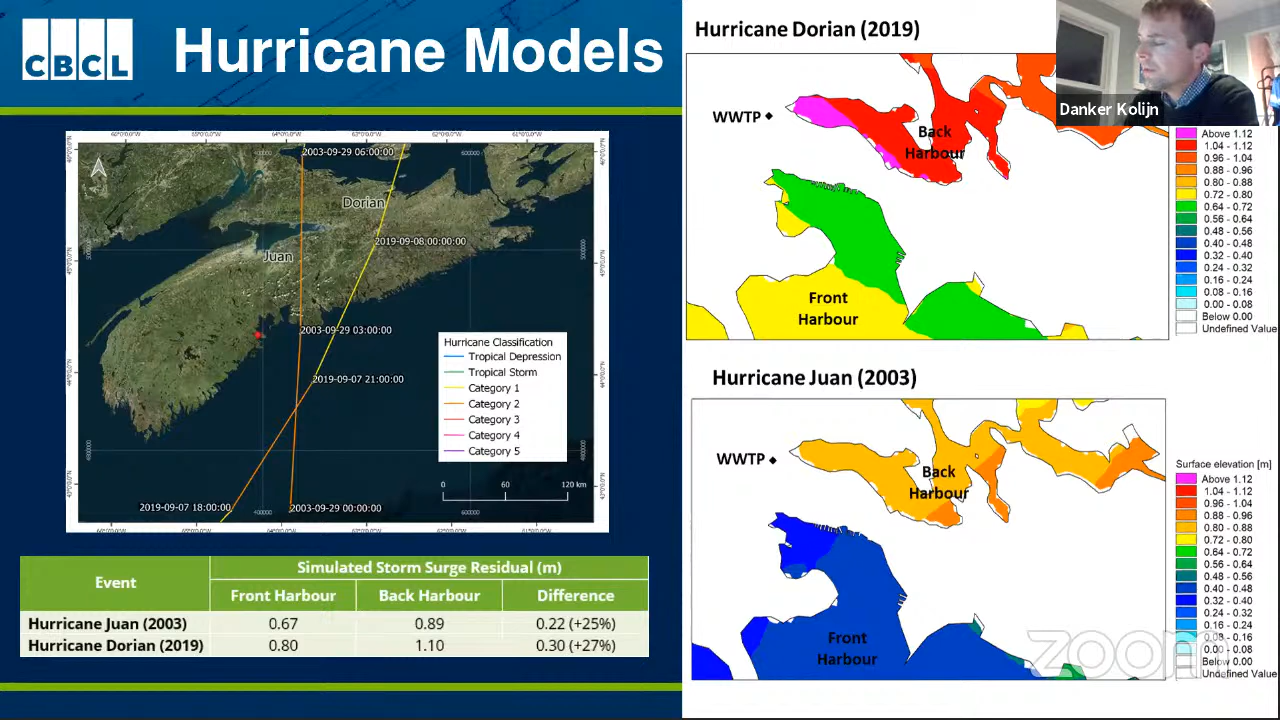 CBCL
Hurricane Models
2003-09-29 06:00:00
Dorian
2019-09-08 00:00:00
Juan
2003-09-29 03:00:00
2019-09-07 21:00:00
2019-09-07 18:00:00
2003-09-29 00:00:00
Hurricane Classification
Tropical Depression
Tropical Storm
Category 1
Category 2
Category 3
Category 4
Category 5
0 60 120 km
Event
Simulated Storm Surge Residual (m)
Front Harbour Back Harbour Difference
Hurricane Juan (2003) 0.67 0.89 0.22 (+25%)
Hurricane Dorian (2019) 0.80 1.10 0.30 (+27%)
Hurricane Dorian (2019)
WWTP
Back
Harbour
Front
Harbour
Danker Kolijn
Above 1.12
1.04 - 1.12
0.96 - 1.04
0.88 - 0.96
0.80 - 0.88
0.72 - 0.80
0.64 - 0.72
0.56 - 0.64
0.48 - 0.56
0.40 - 0.48
0.32 - 0.40
0.24 - 0.32
0.16 - 0.24
0.08 - 0.16
0.00 - 0.08
Below 0.00
Undefined Value
Hurricane Juan (2003)
WWTP
Back
Harbour
Front
Harbour
Surface elevation [m]
Above 1.12
1.04 - 1.12
0.96 - 1.04
0.88 - 0.96
0.80 - 0.88
0.72 - 0.80
0.64 - 0.72
0.56 - 0.64
0.48 - 0.56
0.40 - 0.48
0.32 - 0.40
0.24 - 0.32
0.16 - 0.24
0.08 - 0.16
0.00 - 0.08
Below 0.00
Undefined Value
zoom